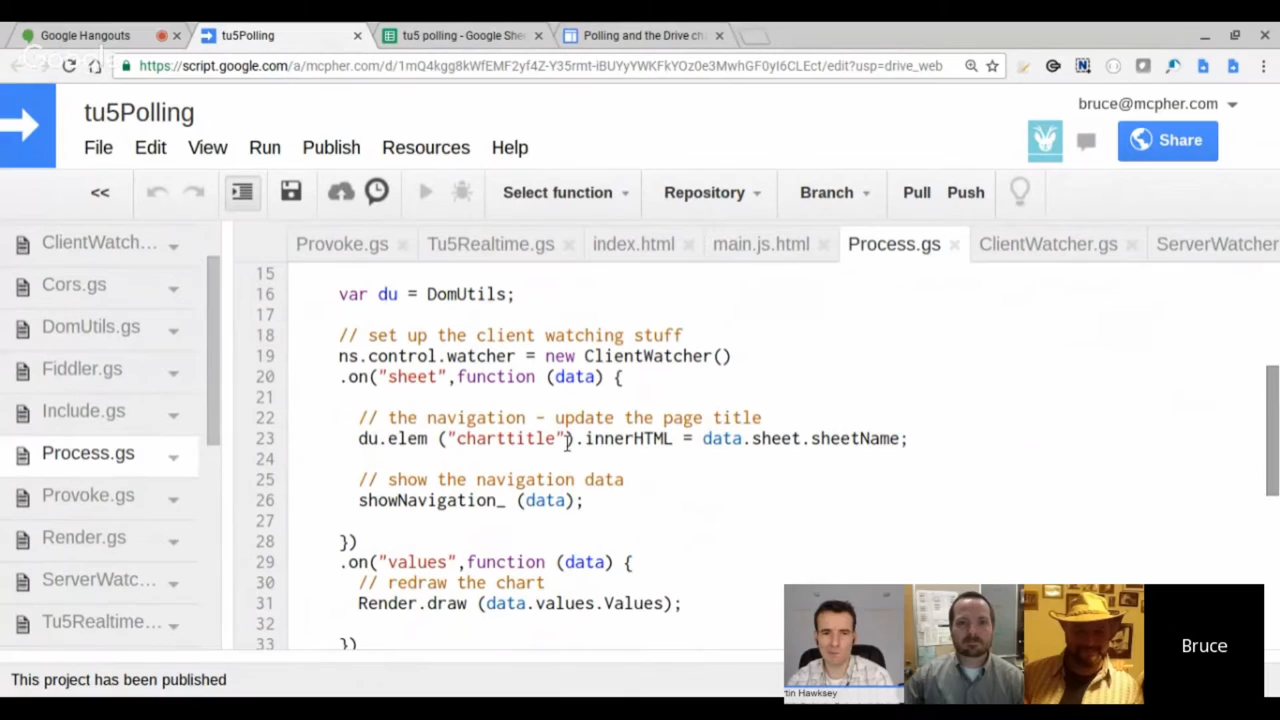 Google Hangouts
tu5Polling
tu5 polling - Google She
Polling and the Drive ch
https://script.google.com/a/mcpher.com/d/1mQ4kgg8kWfEMF2yf4Z-Y35rmt-iBUYyYWKFkYOz0e3MwhGF0yI6CLEct/edit?usp=drive_web
tu5Polling
bruce@mcpher.com
File Edit View Run Publish Resources Help
Share
<< Select function Repository Branch Pull Push
Provoke.gs Tu5Realtime.gs index.html main.js.html Process.gs ClientWatcher.gs ServerWatcher
ClientWatch...
Cors.gs
DomUtils.gs
Fiddler.gs
Include.gs
Process.gs
Provoke.gs
Render.gs
ServerWatc...
Tu5Realtime...
15
16 var du = DomUtils;
17
18 // set up the client watching stuff
19 ns.control.watcher = new ClientWatcher()
20 .on("sheet",function (data) {
21
22 // the navigation - update the page title
23 du.elem ("charttitle").innerHTML = data.sheet.sheetName;
24
25 // show the navigation data
26 showNavigation_ (data);
27
28 })
29 .on("values",function (data) {
30 // redraw the chart
31 Render.draw (data.values.Values);
32
33 })
This project has been published
tin Hawksey
Bruce